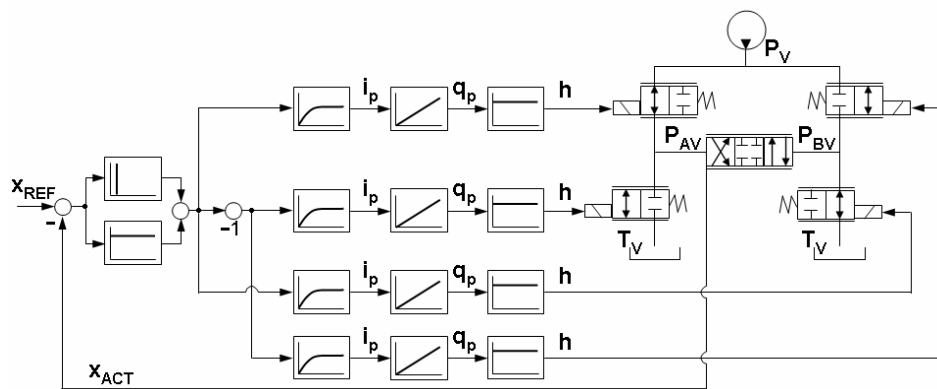 P_V
i_p q_p h
P_AV P_BV
x_REF
-
i_p q_p h
-1
T_V T_V
i_p q_p h
i_p q_p h
x_ACT